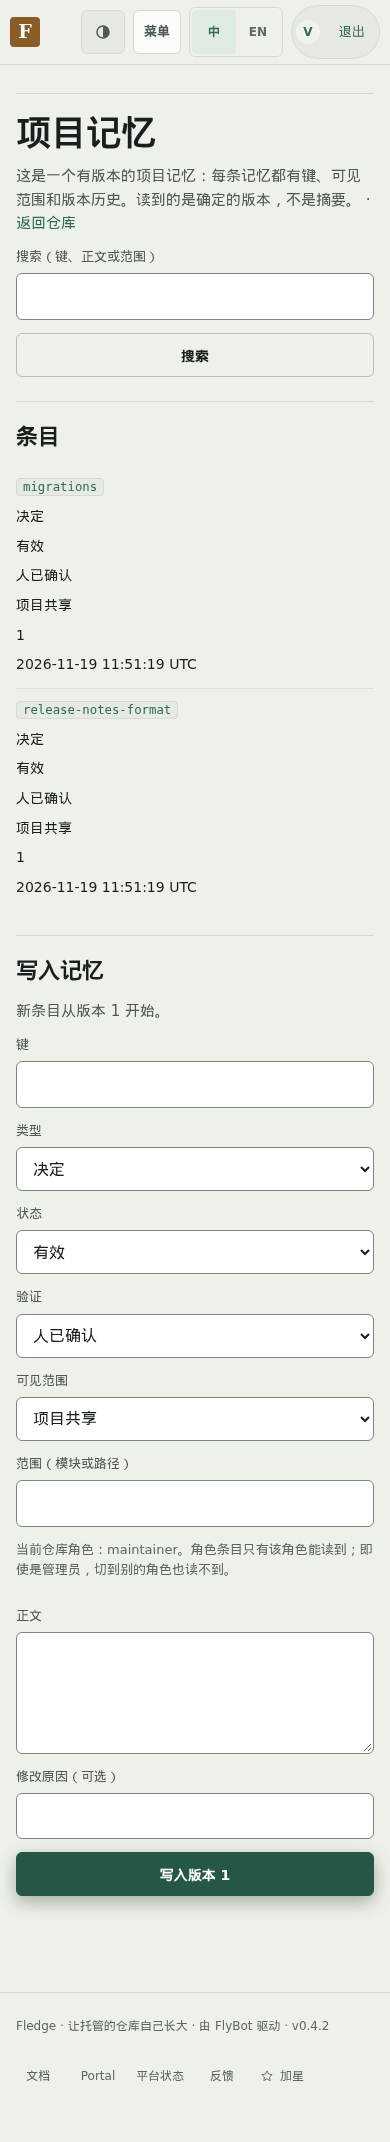 F
菜单
中
EN
V
退出
项目记忆
这是一个有版本的项目记忆：每条记忆都有键、可见
范围和版本历史。读到的是确定的版本，不是摘要。 ·
返回仓库
搜索（键、正文或范围）
搜索
条目
migrations
决定
有效
人已确认
项目共享
1
2026-11-19 11:51:19 UTC
release-notes-format
决定
有效
人已确认
项目共享
1
2026-11-19 11:51:19 UTC
写入记忆
新条目从版本 1 开始。
键
类型
决定
状态
有效
验证
人已确认
可见范围
项目共享
范围（模块或路径）
当前仓库角色：maintainer。角色条目只有该角色能读到；即
使是管理员，切到别的角色也读不到。
正文
修改原因（可选）
写入版本 1
Fledge · 让托管的仓库自己长大 · 由 FlyBot 驱动 · v0.4.2
文档
Portal
平台状态
反馈
☆ 加星